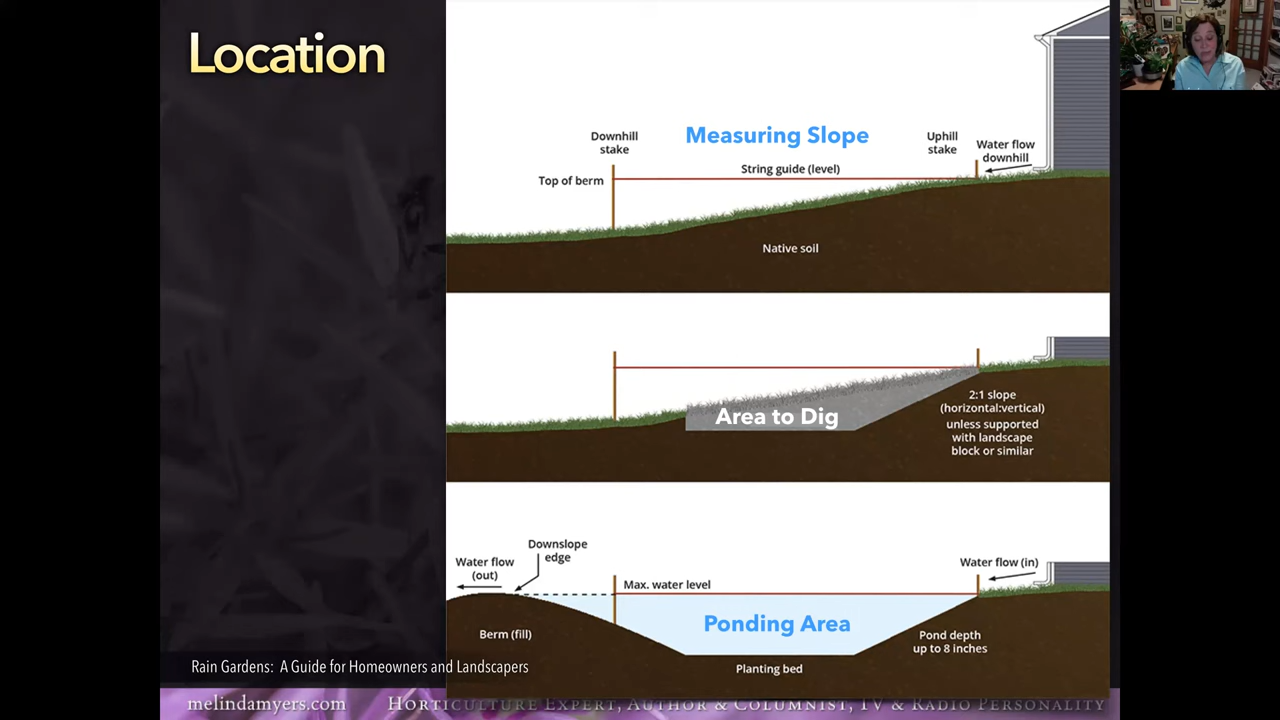 Location
Measuring Slope
Downhill
stake
Uphill
stake
Water flow
downhill
String guide (level)
Top of berm
Native soil
Area to Dig
2:1 slope
(horizontal:vertical)
unless supported
with landscape
block or similar
Downslope
edge
Water flow
(out)
Max. water level
Water flow (in)
Ponding Area
Berm (fill)
Pond depth
up to 8 inches
Planting bed
Rain Gardens: A Guide for Homeowners and Landscapers
melindamyers.com
Horticulture Expert, Author & Columnist, TV & Radio Personality